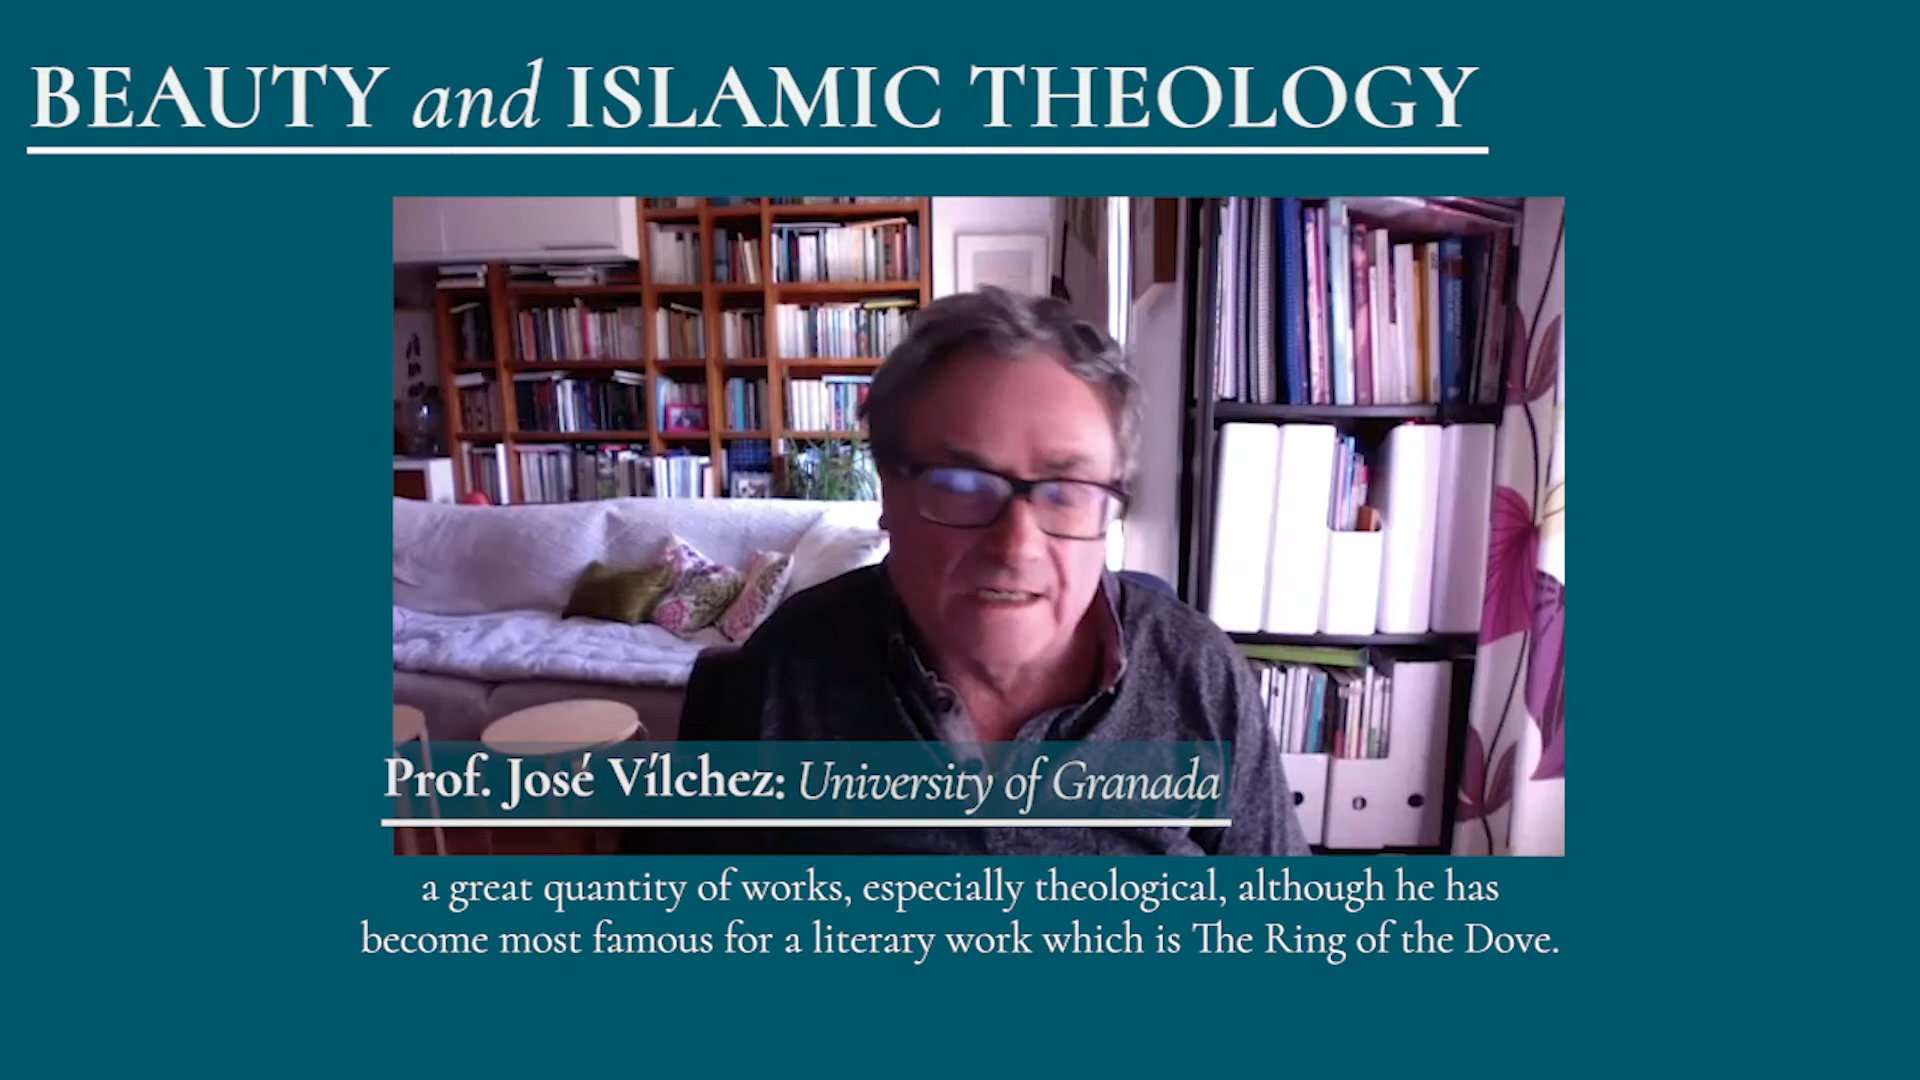 BEAUTY and ISLAMIC THEOLOGY
Prof. José Vílchez: University of Granada
a great quantity of works, especially theological, although he has
become most famous for a literary work which is The Ring of the Dove.